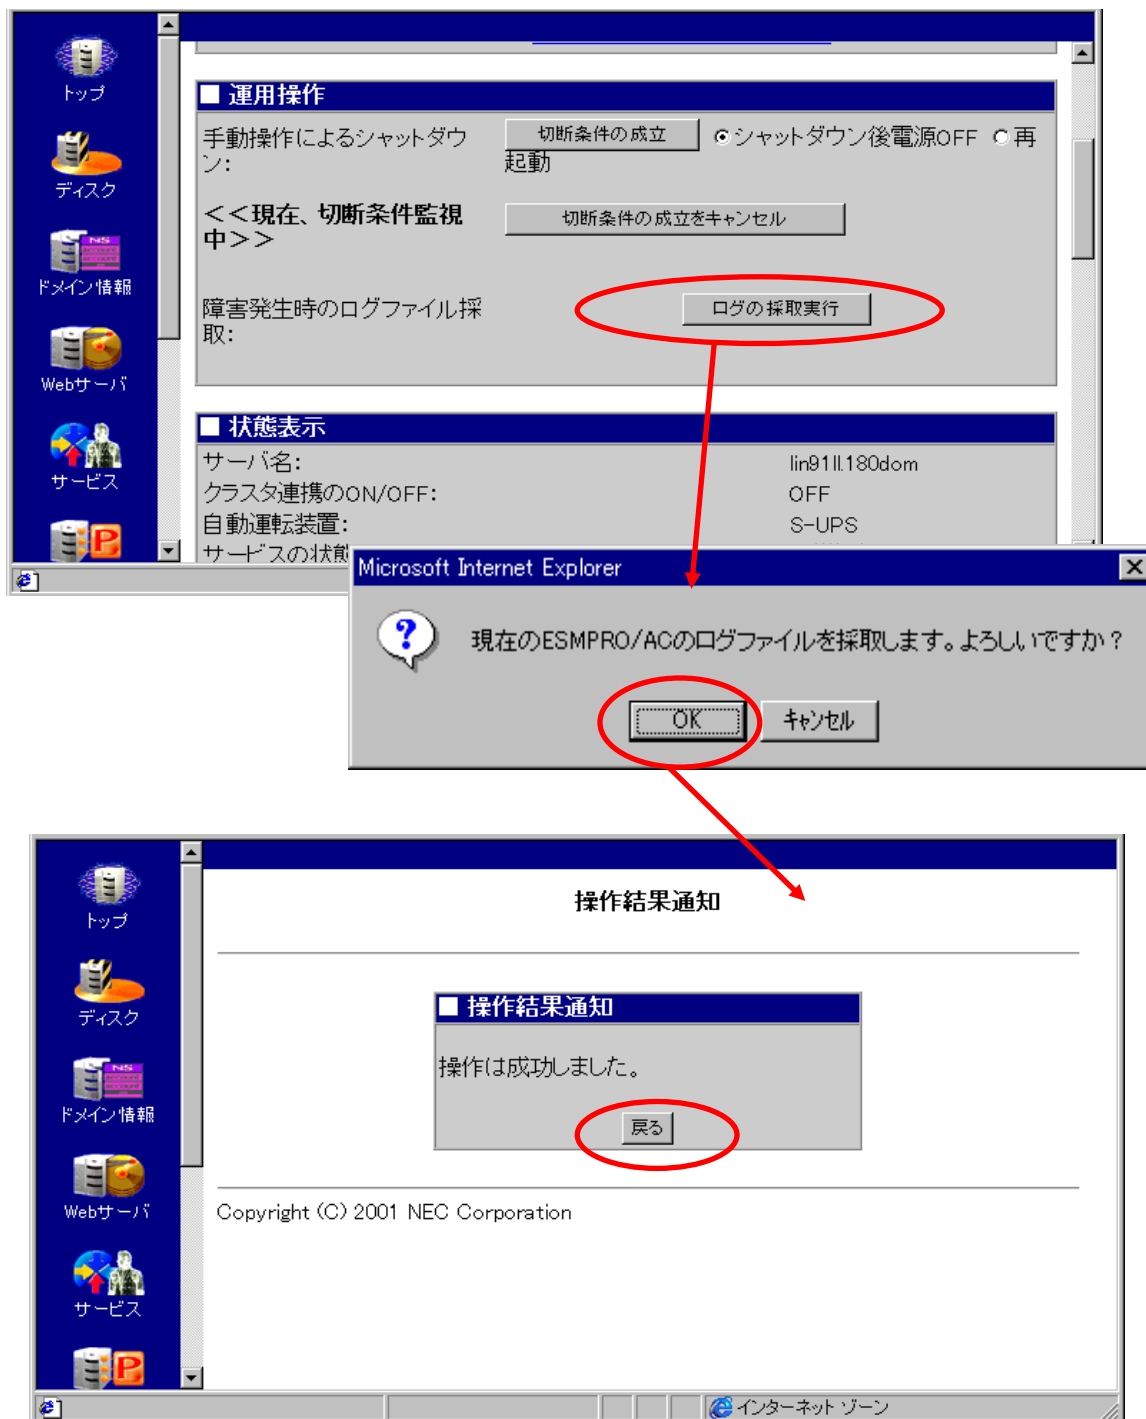 トップ
ディスク
ドメイン情報
Webサーバ
サービス
■ 運用操作
手動操作によるシャットダウ
ン:
切断条件の成立
シャットダウン後電源OFF
再
起動
<<現在、切断条件監視
中>>
切断条件の成立をキャンセル
障害発生時のログファイル採
取:
ログの採取実行
■ 状態表示
サーバ名:
lin91ll.180dom
クラスタ連携のON/OFF:
OFF
自動運転装置:
S-UPS
サービスの状態
Microsoft Internet Explorer
現在のESMPRO/ACのログファイルを採取します。よろしいですか?
OK
キャンセル
トップ
ディスク
ドメイン情報
Webサーバ
サービス
操作結果通知
■ 操作結果通知
操作は成功しました。
戻る
Copyright (C) 2001 NEC Corporation
インターネット ゾーン